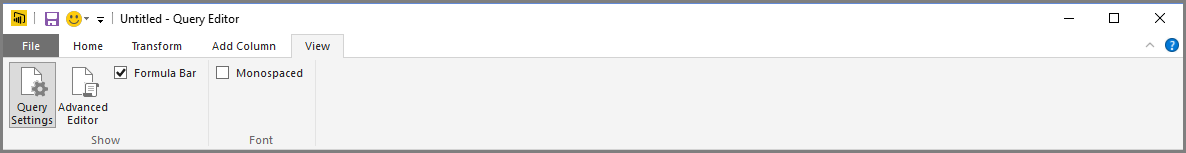 Untitled - Query Editor
File Home Transform Add Column View
?
Query Settings
Advanced Editor
Formula Bar
Monospaced
Show
Font